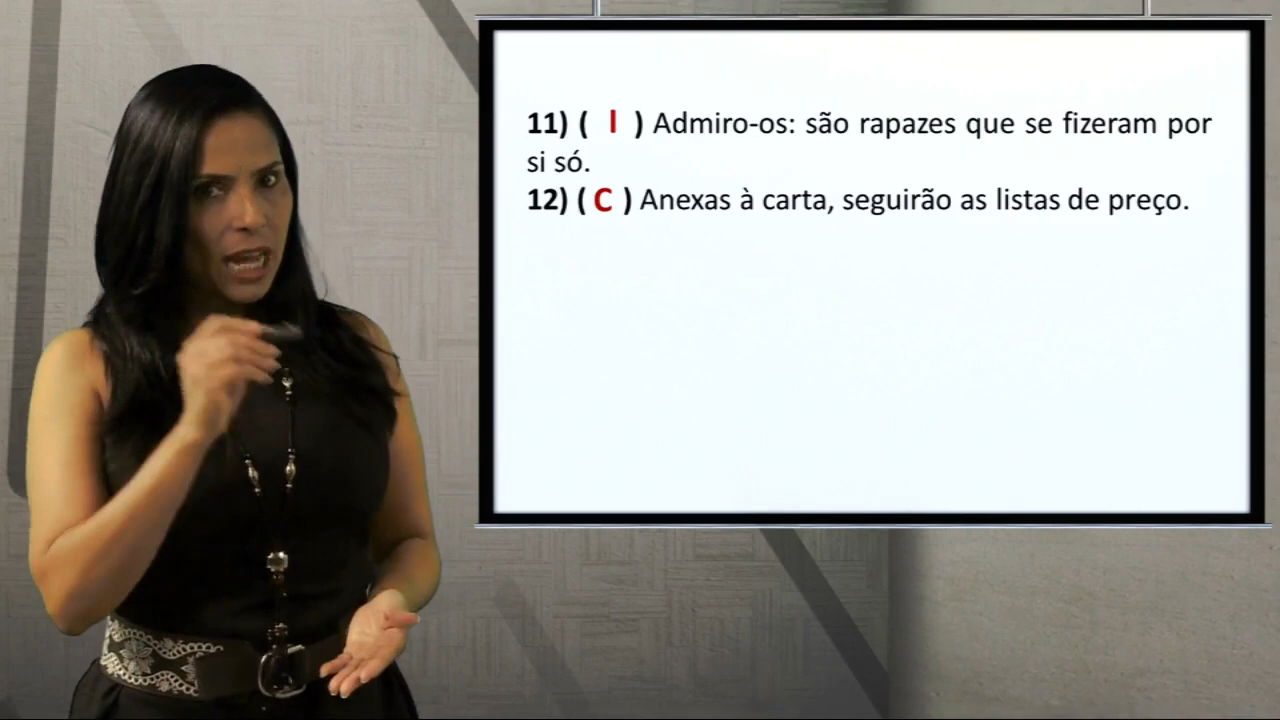 11) ( I ) Admiro-os: são rapazes que se fizeram por
si só.
12) ( C ) Anexas à carta, seguirão as listas de preço.